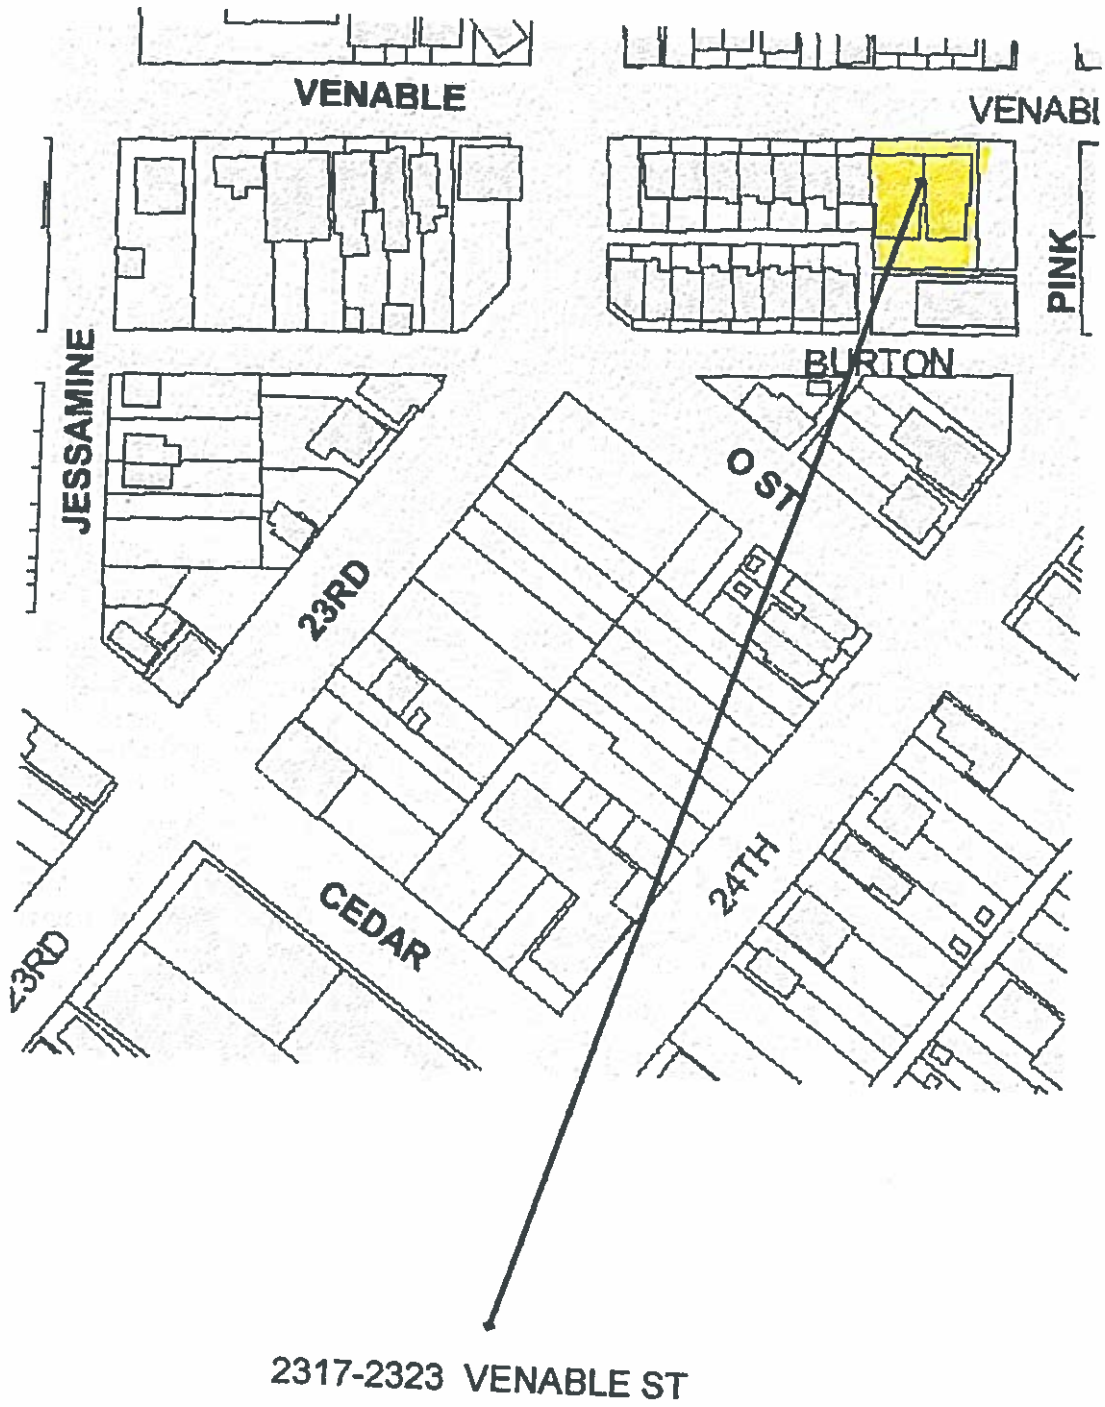 VENABLE
VENABL
PINK
BURTON
JESSAMINE
O ST
23RD
24TH
CEDAR
23RD
2317-2323 VENABLE ST